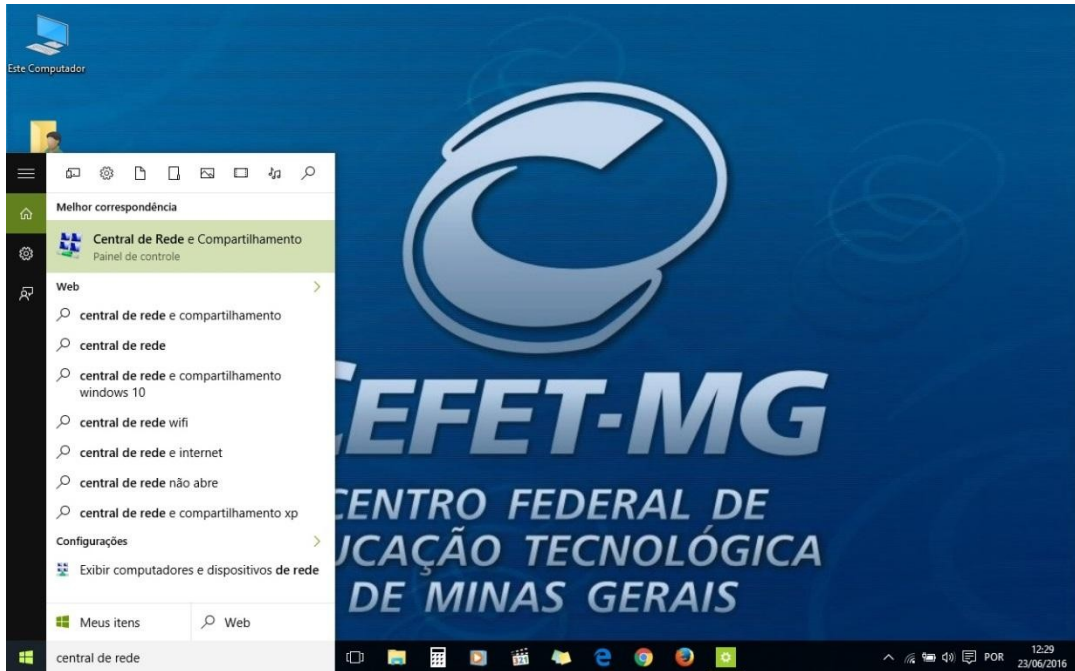 Este Computador
Melhor correspondência
Central de Rede e Compartilhamento
Painel de controle
Web
central de rede e compartilhamento
central de rede
central de rede e compartilhamento
windows 10
central de rede wifi
central de rede e internet
central de rede não abre
central de rede e compartilhamento xp
Configurações
Exibir computadores e dispositivos de rede
Meus itens
Web
central de rede
EFET-MG
CENTRO FEDERAL DE
UCAÇÃO TECNOLÓGICA
DE MINAS GERAIS
POR
12:29
23/06/2016